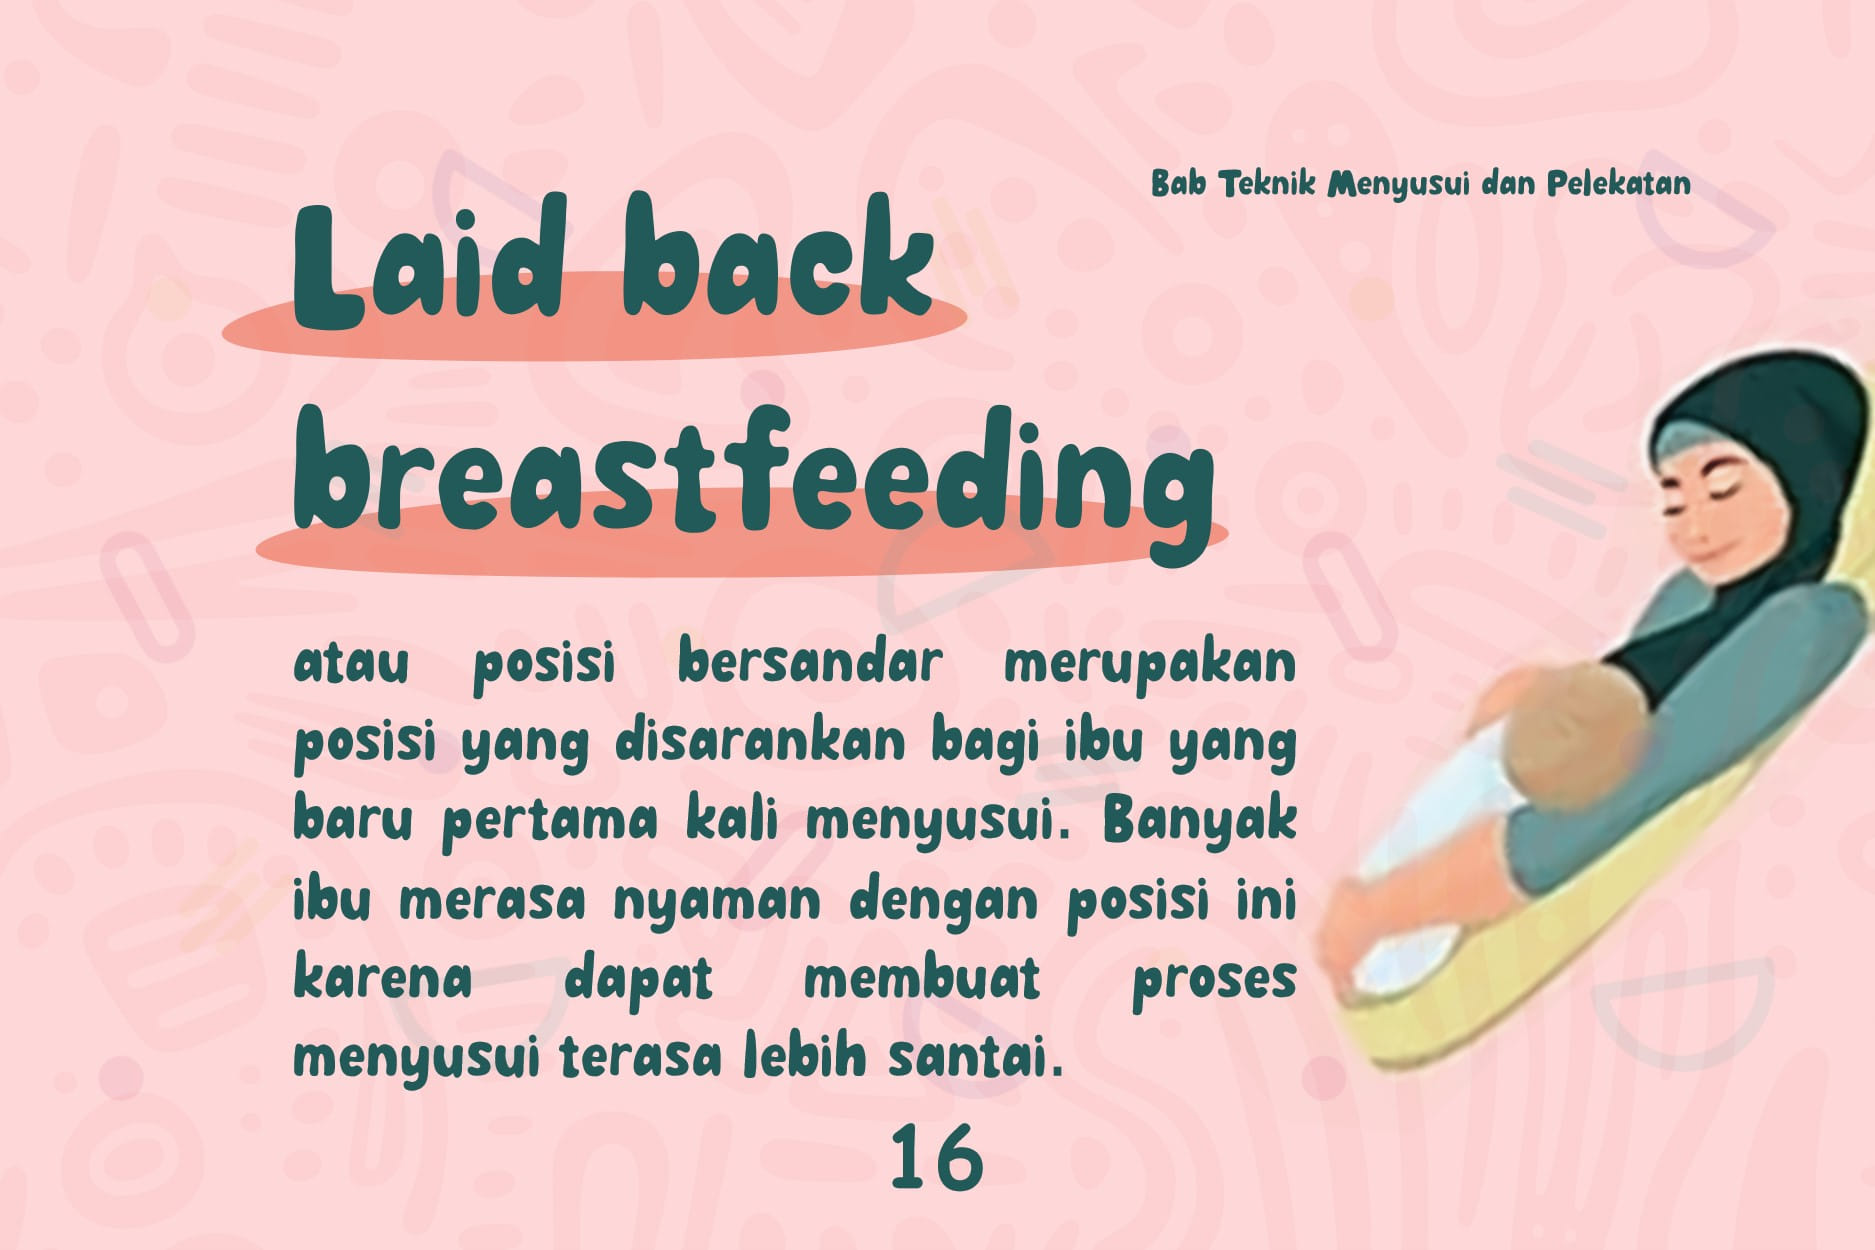 Bab Teknik Menyusui dan Pelekatan
Laid back
breastfeeding
atau posisi bersandar merupakan
posisi yang disarankan bagi ibu yang
baru pertama kali menyusui. Banyak
ibu merasa nyaman dengan posisi ini
karena dapat membuat proses
menyusui terasa lebih santai.
16